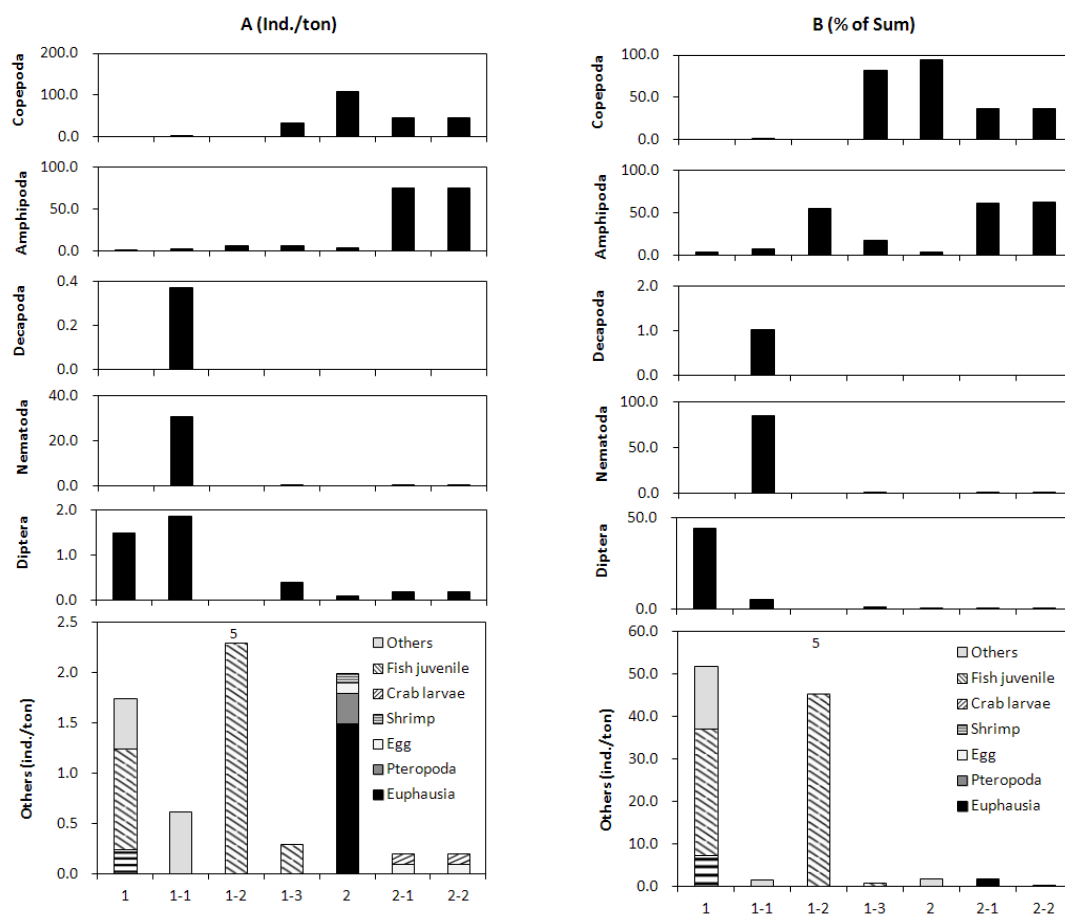 A (Ind./ton)
Copepoda
200.0
100.0
0.0
Amphipoda
100.0
50.0
0.0
Decapoda
0.4
0.2
0.0
Nematoda
40.0
20.0
0.0
Diptera
2.0
1.0
0.0
Others (ind./ton)
2.5
2.0
1.5
1.0
0.5
0.0
5
Others
Fish juvenile
Crab larvae
Shrimp
Egg
Pteropoda
Euphausia
1 1-1 1-2 1-3 2 2-1 2-2
B (% of Sum)
Copepoda
100.0
50.0
0.0
Amphipoda
100.0
50.0
0.0
Decapoda
2.0
1.0
0.0
Nematoda
100.0
50.0
0.0
Diptera
50.0
0.0
Others (ind./ton)
60.0
50.0
40.0
30.0
20.0
10.0
0.0
5
Others
Fish juvenile
Crab larvae
Shrimp
Egg
Pteropoda
Euphausia
1 1-1 1-2 1-3 2 2-1 2-2